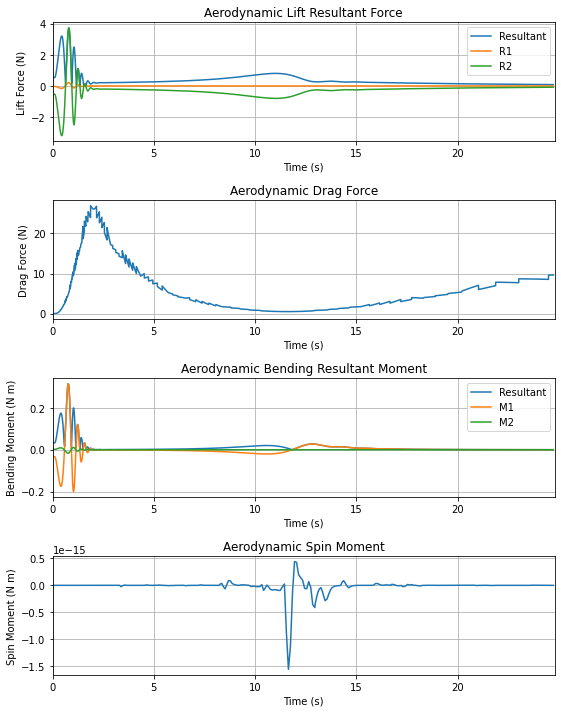 Aerodynamic Lift Resultant Force
4
2
0
−2
Lift Force (N)
Resultant
R1
R2
0 5 10 15 20
Time (s)
Aerodynamic Drag Force
20
10
0
Drag Force (N)
0 5 10 15 20
Time (s)
Aerodynamic Bending Resultant Moment
0.2
0.0
−0.2
Bending Moment (N m)
Resultant
M1
M2
0 5 10 15 20
Time (s)
Aerodynamic Spin Moment
1e−15
0.5
0.0
−0.5
−1.0
−1.5
Spin Moment (N m)
0 5 10 15 20
Time (s)